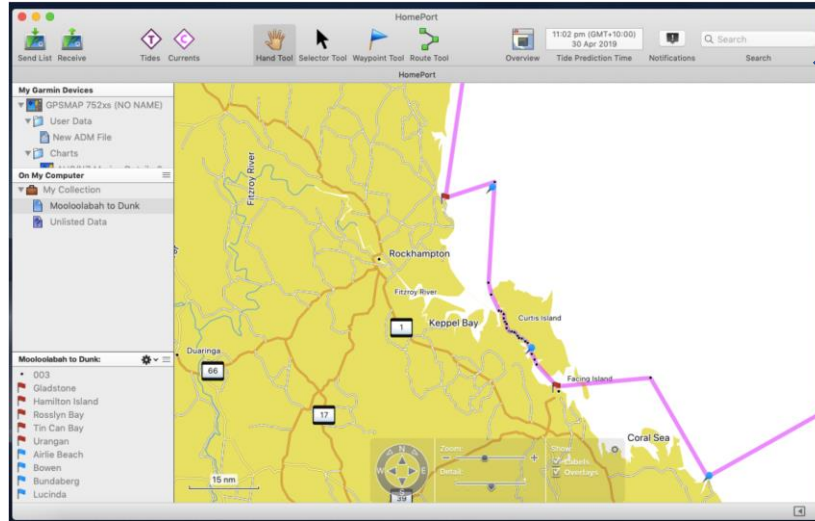 HomePort
Send List
Receive
Tides
Currents
Hand Tool
Selector Tool
Waypoint Tool
Route Tool
Overview
11:02 pm (GMT+10:00)
30 Apr 2019
Tide Prediction Time
Notifications
Search
Search
HomePort
My Garmin Devices
GPSMAP 752xs (NO NAME)
User Data
New ADM File
Charts
On My Computer
My Collection
Mooloolabah to Dunk
Unlisted Data
Mooloolabah to Dunk:
003
Gladstone
Hamilton Island
Rosslyn Bay
Tin Can Bay
Urangan
Airlie Beach
Bowen
Bundaberg
Lucinda
Fitzroy River
Rockhampton
Fitzroy River
Keppel Bay
Curtis Island
1
Duaringa
66
Facing Island
17
Coral Sea
39
15 nm
N
W
E
S
Zoom:
Detail:
Show:
Labels
Overlays